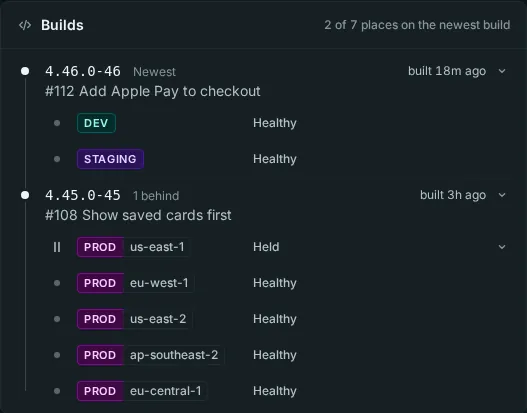 Builds 2 of 7 places on the newest build
4.46.0-46 Newest built 18m ago
#112 Add Apple Pay to checkout
DEV Healthy
STAGING Healthy
4.45.0-45 1 behind built 3h ago
#108 Show saved cards first
PROD us-east-1 Held
PROD eu-west-1 Healthy
PROD us-east-2 Healthy
PROD ap-southeast-2 Healthy
PROD eu-central-1 Healthy